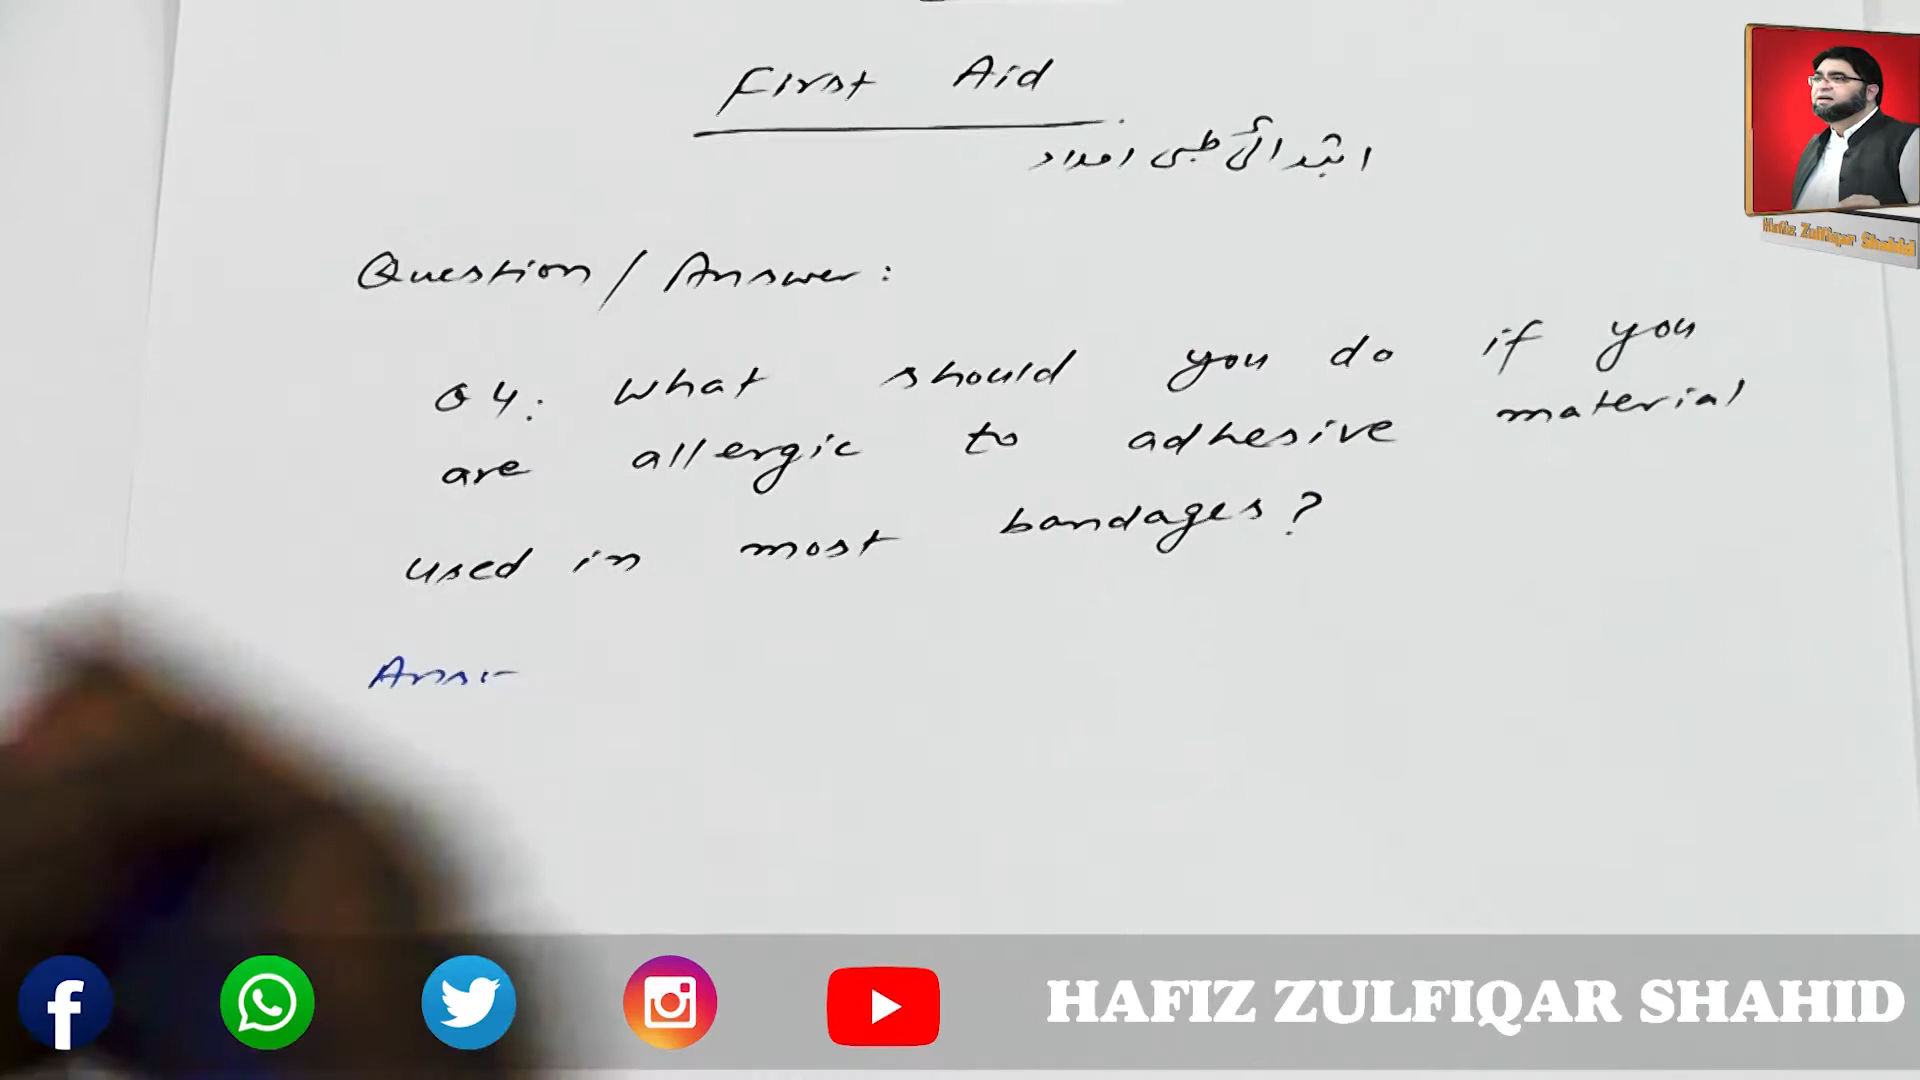 First Aid
ابتدائی طبی امداد
Hafiz Zulfiqar Shahid
Question / Answer :
Q4: What should you do if you
are allergic to adhesive material
used in most bandages?
Ans:-
HAFIZ ZULFIQAR SHAHID